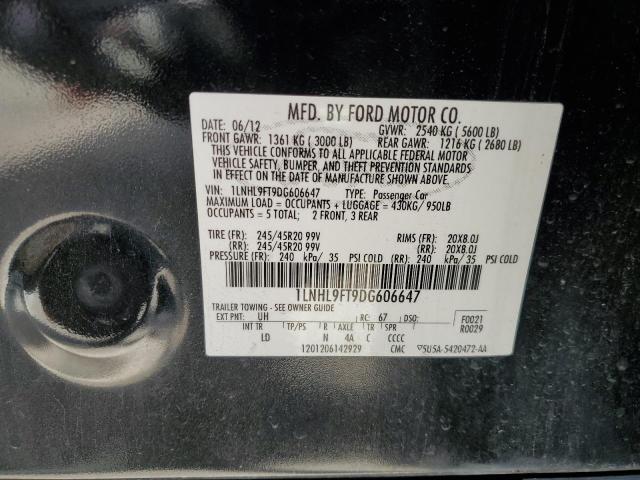 MFD. BY FORD MOTOR CO.
DATE: 06/12 GVWR: 2540 KG ( 5600 LB)
FRONT GAWR: 1361 KG ( 3000 LB) REAR GAWR: 1216 KG ( 2680 LB)
THIS VEHICLE CONFORMS TO ALL APPLICABLE FEDERAL MOTOR
VEHICLE SAFETY, BUMPER, AND THEFT PREVENTION STANDARDS
IN EFFECT ON THE DATE OF MANUFACTURE SHOWN ABOVE.
VIN: 1LNHL9FT9DG606647 TYPE: Passenger Car
MAXIMUM LOAD = OCCUPANTS + LUGGAGE = 430KG/ 950LB
OCCUPANTS = 5 TOTAL; 2 FRONT, 3 REAR
TIRE (FR): 245/45R20 99V RIMS (FR): 20X8.0J
(RR): 245/45R20 99V (RR): 20X8.0J
PRESSURE (FR): 240 kPa/ 35 PSI COLD (RR): 240 kPa/ 35 PSI COLD
1LNHL9FT9DG606647
TRAILER TOWING - SEE OWNER GUIDE
EXT PNT: UH RC: 67 DSO: F0021
INT TR TP/PS R AXLE TR SPR R0029
LD N 4A C CCCC
1201206142929 CMC ▽5U5A-5420472-AA